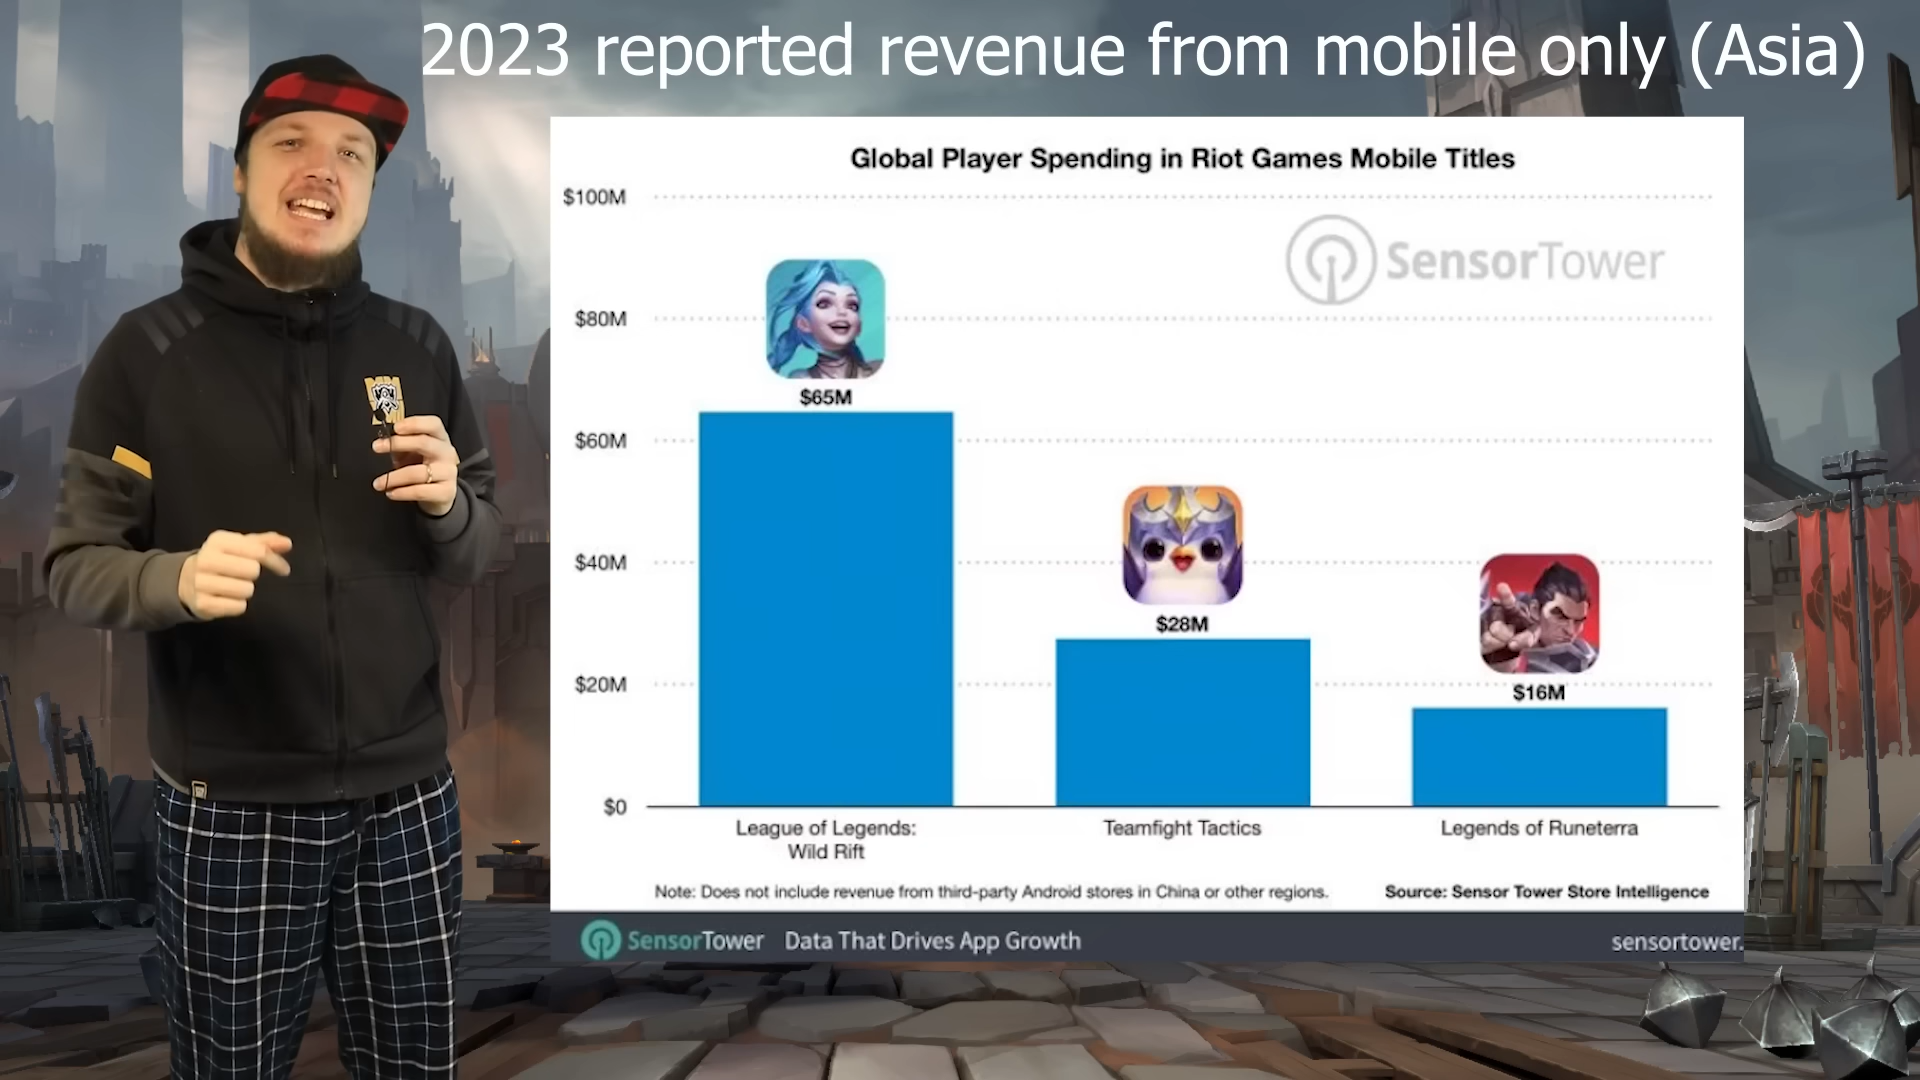 2023 reported revenue from mobile only (Asia)
Global Player Spending in Riot Games Mobile Titles
$100M
SensorTower
$80M
$65M
$60M
$40M
$28M
$20M
$16M
$0
League of Legends:
Wild Rift
Teamfight Tactics
Legends of Runeterra
Note: Does not include revenue from third-party Android stores in China or other regions.
Source: Sensor Tower Store Intelligence
SensorTower Data That Drives App Growth
sensortower.